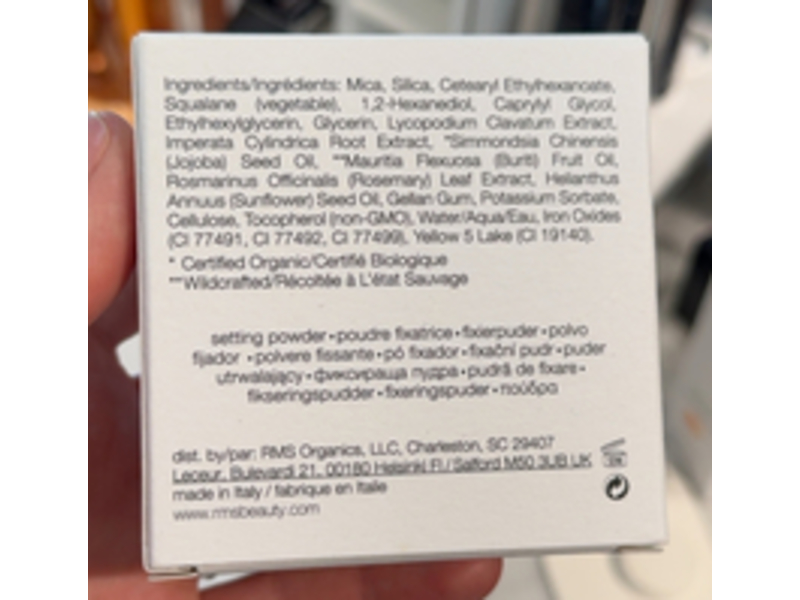 Ingredients/Ingrédients: Mica, Silica, Cetearyl Ethylhexanoate,
Squalane (vegetable), 1,2-Hexanediol, Caprylyl Glycol,
Ethylhexylglycerin, Glycerin, Lycopodium Clavatum Extract,
Imperata Cylindrica Root Extract, *Simmondsia Chinensis
(Jojoba) Seed Oil, **Mauritia Flexuosa (Buriti) Fruit Oil,
Rosmarinus Officinalis (Rosemary) Leaf Extract, Helianthus
Annuus (Sunflower) Seed Oil, Gellan Gum, Potassium Sorbate,
Cellulose, Tocopherol (non-GMO), Water/Aqua/Eau, Iron Oxides
(CI 77491, CI 77492, CI 77499), Yellow 5 Lake (CI 19140).
* Certified Organic/Certifié Biologique
**Wildcrafted/Récoltée à L'état Sauvage
setting powder • poudre fixatrice • fixierpuder • polvo
fijador • polvere fissante • pó fixador • fixační pudr • puder
utrwalający • фиксираща пудра • pudră de fixare •
fikseringspudder • fixeringspuder • πούδρα
dist. by/par: RMS Organics, LLC, Charleston, SC 29407
Leceur, Bulevardi 21, 00180 Helsinki FI / Salford M50 3UB UK
made in Italy / fabrique en Italie
www.rmsbeauty.com